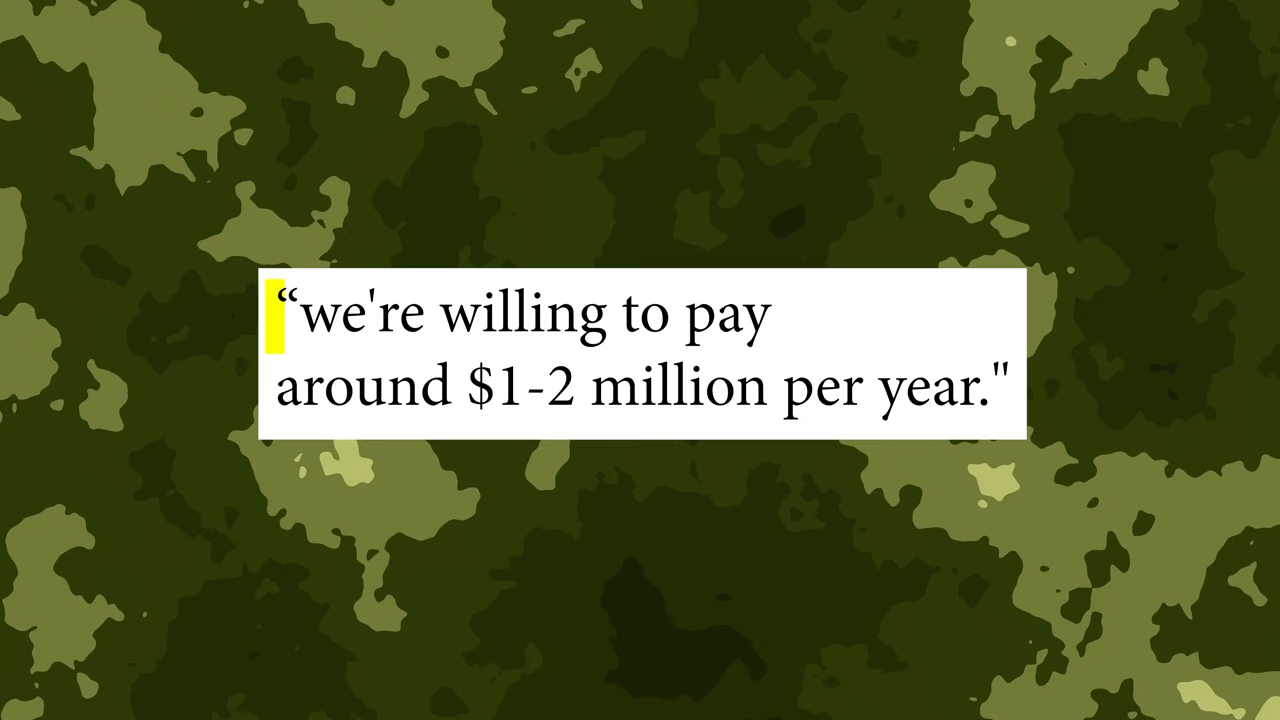 “we're willing to pay
around $1-2 million per year."